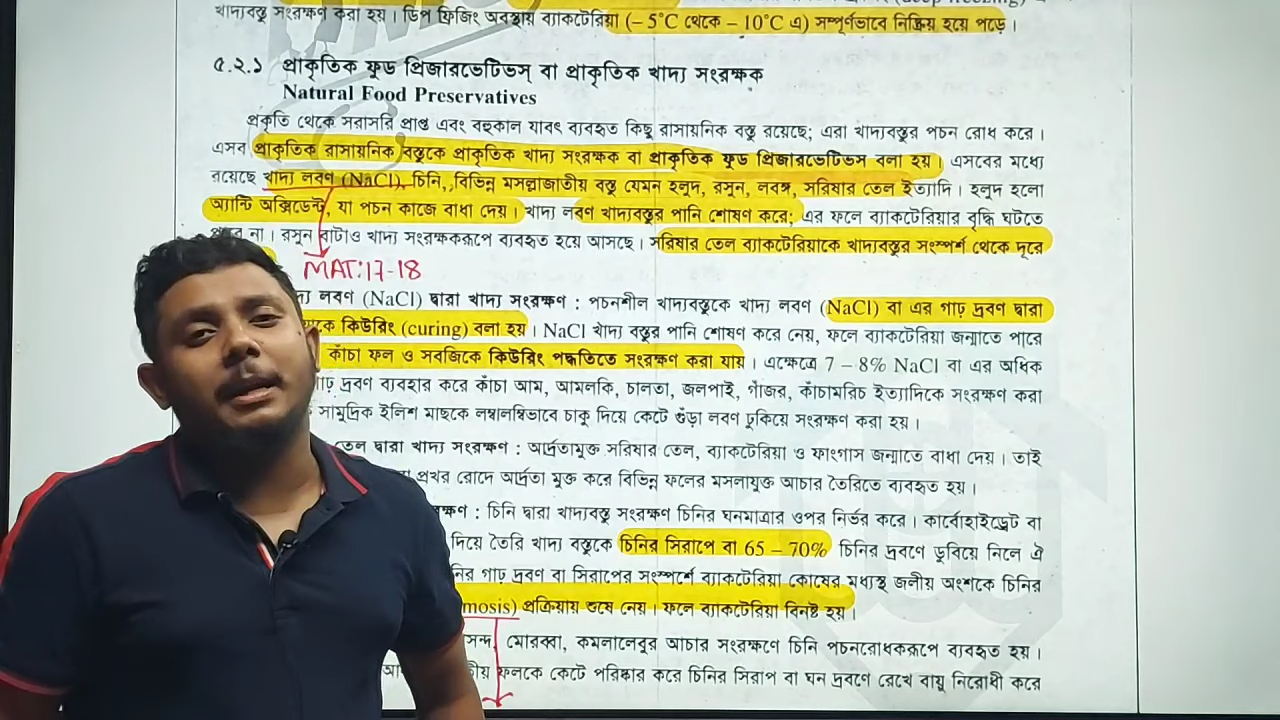 খাদ্যবস্তু সংরক্ষণ করা হয়। ডিপ ফ্রিজিং অবস্থায় ব্যাকটেরিয়া (– 5°C থেকে – 10°C এ) সম্পূর্ণভাবে নিষ্ক্রিয় হয়ে পড়ে।
৫.২.১ প্রাকৃতিক ফুড প্রিজারভেটিভস্ বা প্রাকৃতিক খাদ্য সংরক্ষক
Natural Food Preservatives
প্রকৃতি থেকে সরাসরি প্রাপ্ত এবং বহুকাল যাবৎ ব্যবহৃত কিছু রাসায়নিক বস্তু রয়েছে; এরা খাদ্যবস্তুর পচন রোধ করে।
এসব প্রাকৃতিক রাসায়নিক বস্তুকে প্রাকৃতিক খাদ্য সংরক্ষক বা প্রাকৃতিক ফুড প্রিজারভেটিভস বলা হয়। এসবের মধ্যে
রয়েছে খাদ্য লবণ (NaCl), চিনি, বিভিন্ন মসল্লাজাতীয় বস্তু যেমন হলুদ, রসুন, লবঙ্গ, সরিষার তেল ইত্যাদি। হলুদ হলো
অ্যান্টি অক্সিডেন্ট, যা পচন কাজে বাধা দেয়। খাদ্য লবণ খাদ্যবস্তুর পানি শোষণ করে; এর ফলে ব্যাকটেরিয়ার বৃদ্ধি ঘটতে
না। রসুন বাটাও খাদ্য সংরক্ষকরূপে ব্যবহৃত হয়ে আসছে। সরিষার তেল ব্যাকটেরিয়াকে খাদ্যবস্তুর সংস্পর্শ থেকে দূরে
MAT:17-18
লবণ (NaCl) দ্বারা খাদ্য সংরক্ষণ : পচনশীল খাদ্যবস্তুকে খাদ্য লবণ (NaCl) বা এর গাঢ় দ্রবণ দ্বারা
কিউরিং (curing) বলা হয়। NaCl খাদ্য বস্তুর পানি শোষণ করে নেয়, ফলে ব্যাকটেরিয়া জন্মাতে পারে
কাঁচা ফল ও সবজিকে কিউরিং পদ্ধতিতে সংরক্ষণ করা যায়। এক্ষেত্রে 7 – 8% NaCl বা এর অধিক
দ্রবণ ব্যবহার করে কাঁচা আম, আমলকি, চালতা, জলপাই, গাঁজর, কাঁচামরিচ ইত্যাদিকে সংরক্ষণ করা
সামুদ্রিক ইলিশ মাছকে লম্বালম্বিভাবে চাকু দিয়ে কেটে গুঁড়া লবণ ঢুকিয়ে সংরক্ষণ করা হয়।
তেল দ্বারা খাদ্য সংরক্ষণ : আর্দ্রতামুক্ত সরিষার তেল, ব্যাকটেরিয়া ও ফাংগাস জন্মাতে বাধা দেয়। তাই
প্রখর রোদে আর্দ্রতা মুক্ত করে বিভিন্ন ফলের মসলাযুক্ত আচার তৈরিতে ব্যবহৃত হয়।
: চিনি দ্বারা খাদ্যবস্তু সংরক্ষণ চিনির ঘনমাত্রার ওপর নির্ভর করে। কার্বোহাইড্রেট বা
দিয়ে তৈরি খাদ্য বস্তুকে চিনির সিরাপে বা 65 – 70% চিনির দ্রবণে ডুবিয়ে নিলে ঐ
গাঢ় দ্রবণ বা সিরাপের সংস্পর্শে ব্যাকটেরিয়া কোষের মধ্যস্থ জলীয় অংশকে চিনির
mosis) প্রক্রিয়ায় শুষে নেয়। ফলে ব্যাকটেরিয়া বিনষ্ট হয়।
মোরব্বা, কমলালেবুর আচার সংরক্ষণে চিনি পচনরোধকরূপে ব্যবহৃত হয়।
ফলকে কেটে পরিষ্কার করে চিনির সিরাপ বা ঘন দ্রবণে রেখে বায়ু নিরোধী করে